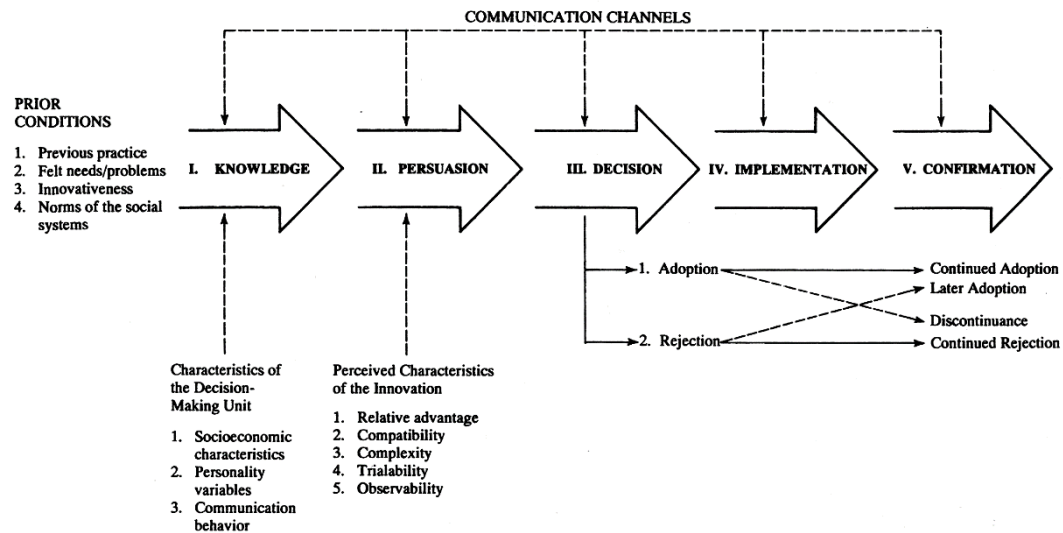 COMMUNICATION CHANNELS
PRIOR
CONDITIONS
1. Previous practice
2. Felt needs/problems
3. Innovativeness
4. Norms of the social
systems
I. KNOWLEDGE
II. PERSUASION
III. DECISION
IV. IMPLEMENTATION
V. CONFIRMATION
1. Adoption
2. Rejection
Continued Adoption
Later Adoption
Discontinuance
Continued Rejection
Characteristics of
the Decision-
Making Unit
1. Socioeconomic
characteristics
2. Personality
variables
3. Communication
behavior
Perceived Characteristics
of the Innovation
1. Relative advantage
2. Compatibility
3. Complexity
4. Trialability
5. Observability